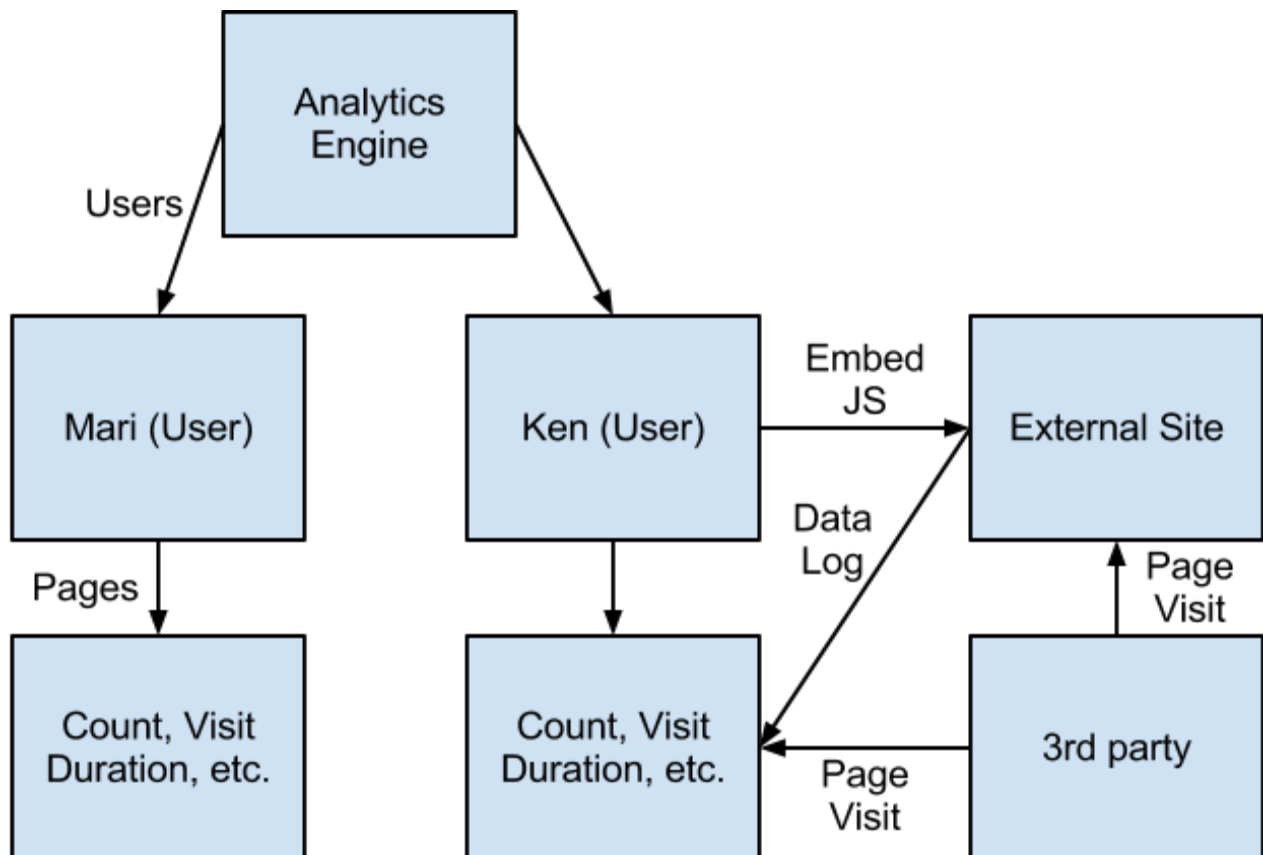 Analytics
Engine
Users
Mari (User)
Ken (User)
Embed
JS
External Site
Data
Log
Pages
Page
Visit
Count, Visit
Duration, etc.
Count, Visit
Duration, etc.
Page
Visit
3rd party